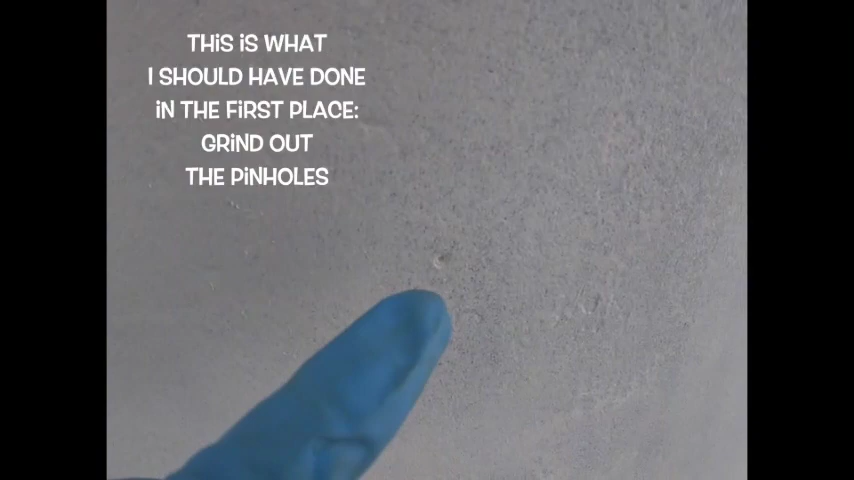 THIS IS WHAT
I SHOULD HAVE DONE
IN THE FIRST PLACE:
GRIND OUT
THE PINHOLES